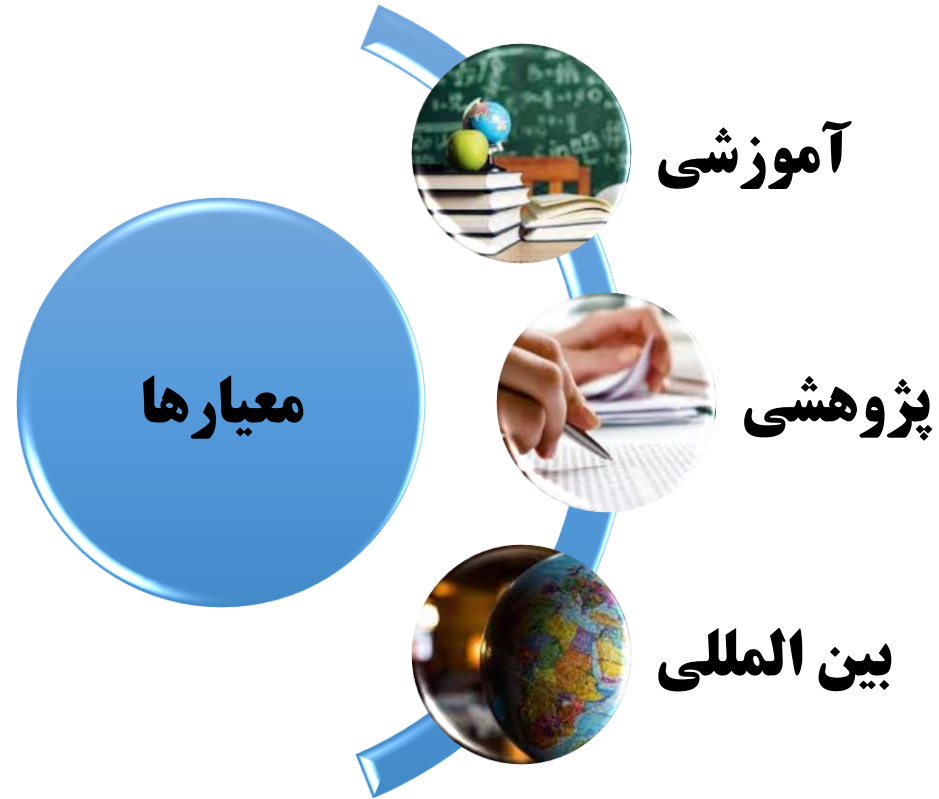 معیارها
آموزشی
پژوهشی
بین المللی